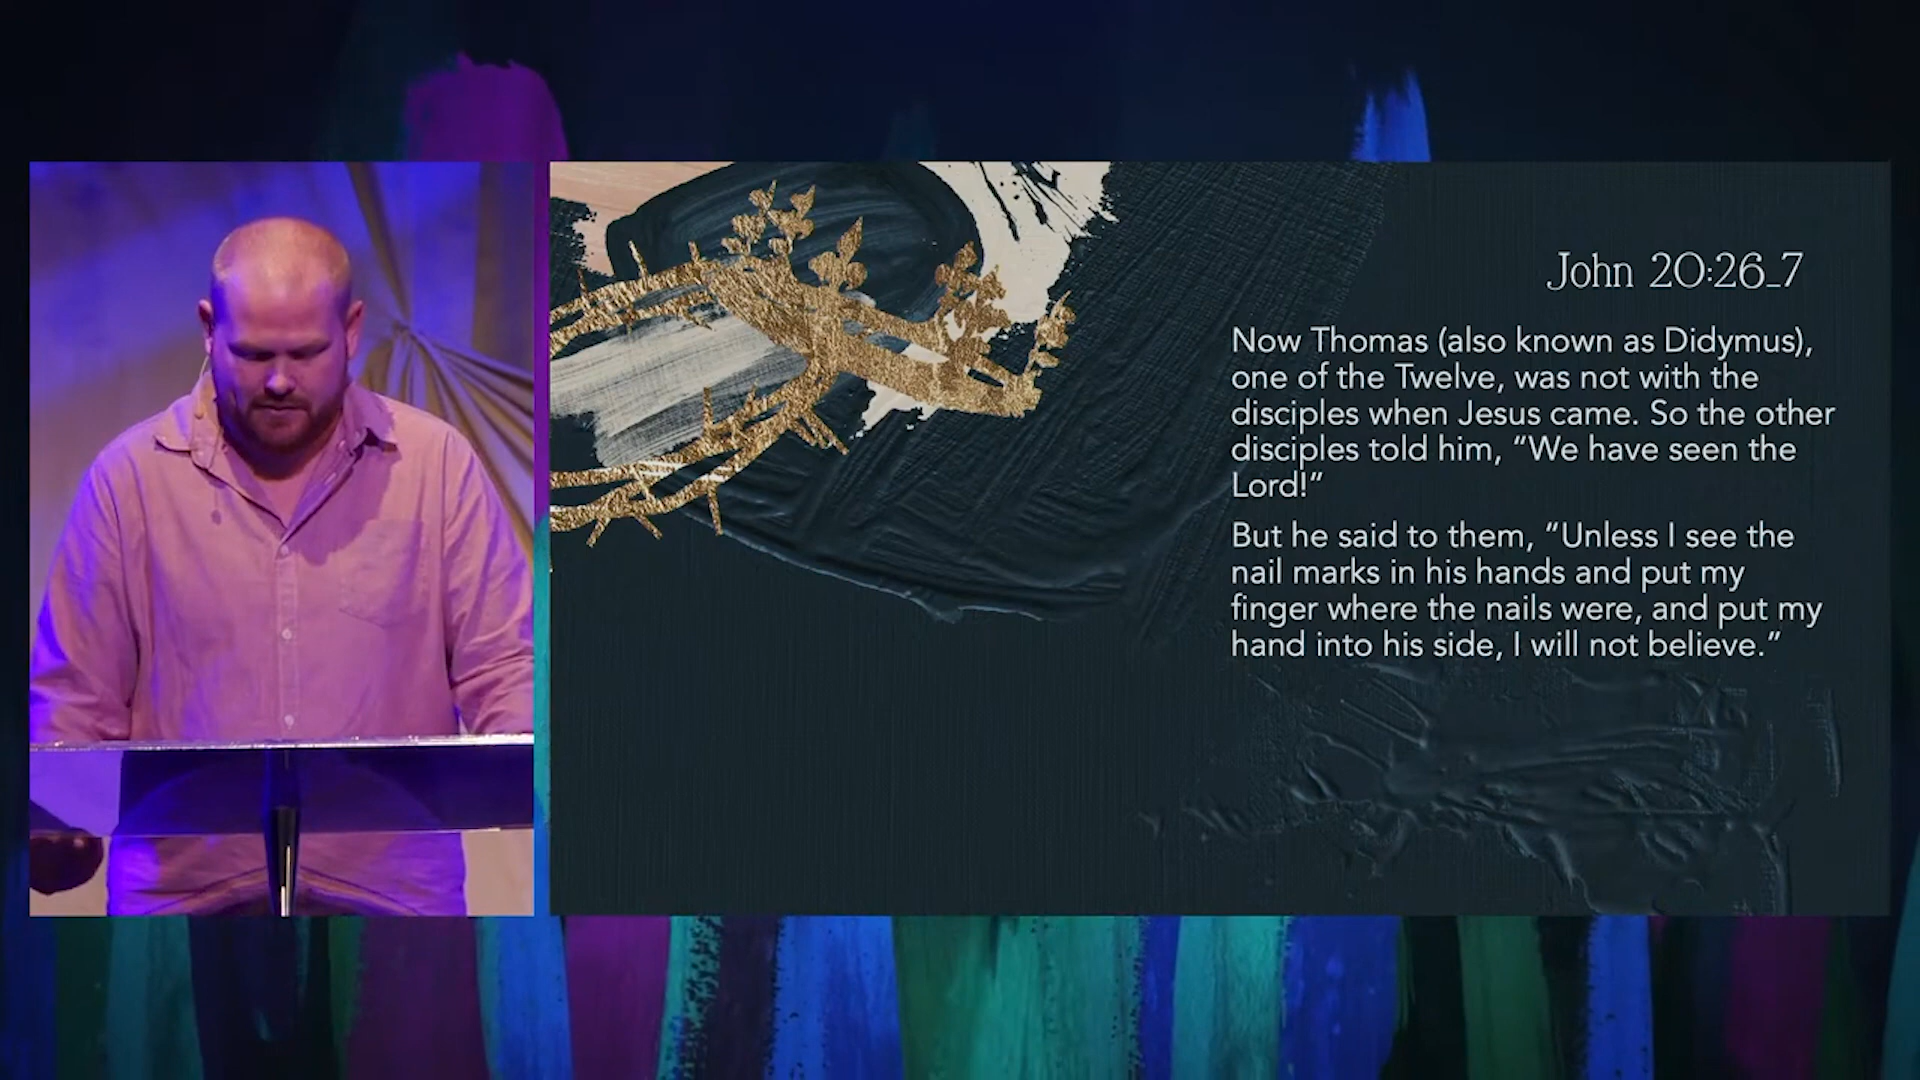 John 20:26_7
Now Thomas (also known as Didymus),
one of the Twelve, was not with the
disciples when Jesus came. So the other
disciples told him, “We have seen the
Lord!”
But he said to them, “Unless I see the
nail marks in his hands and put my
finger where the nails were, and put my
hand into his side, I will not believe.”